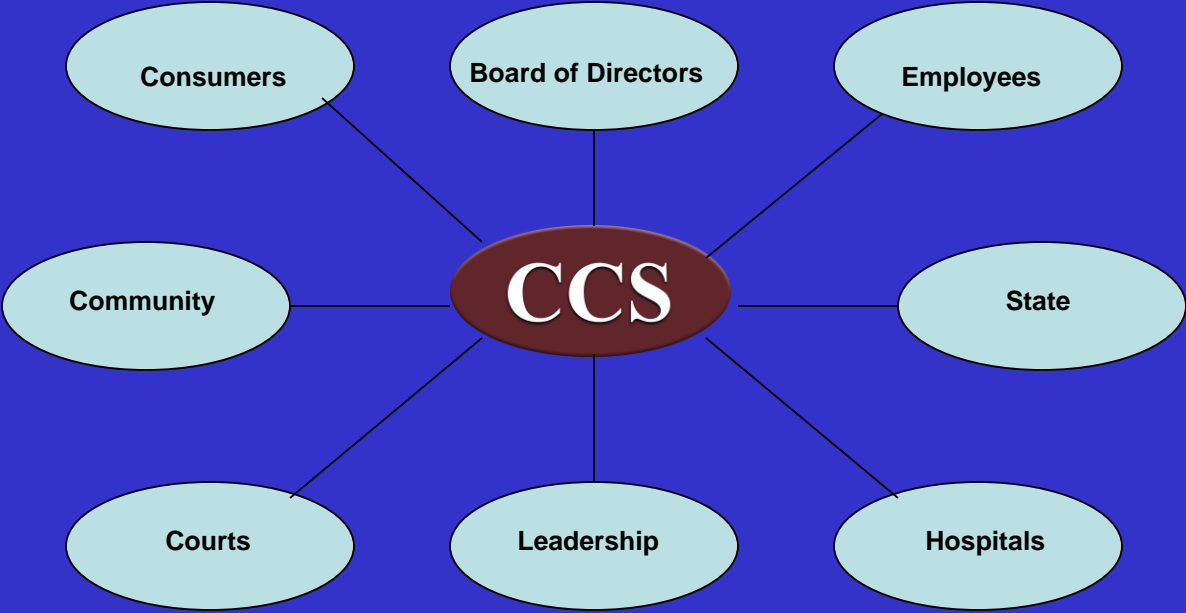 Consumers
Board of Directors
Employees
Community
CCS
State
Courts
Leadership
Hospitals